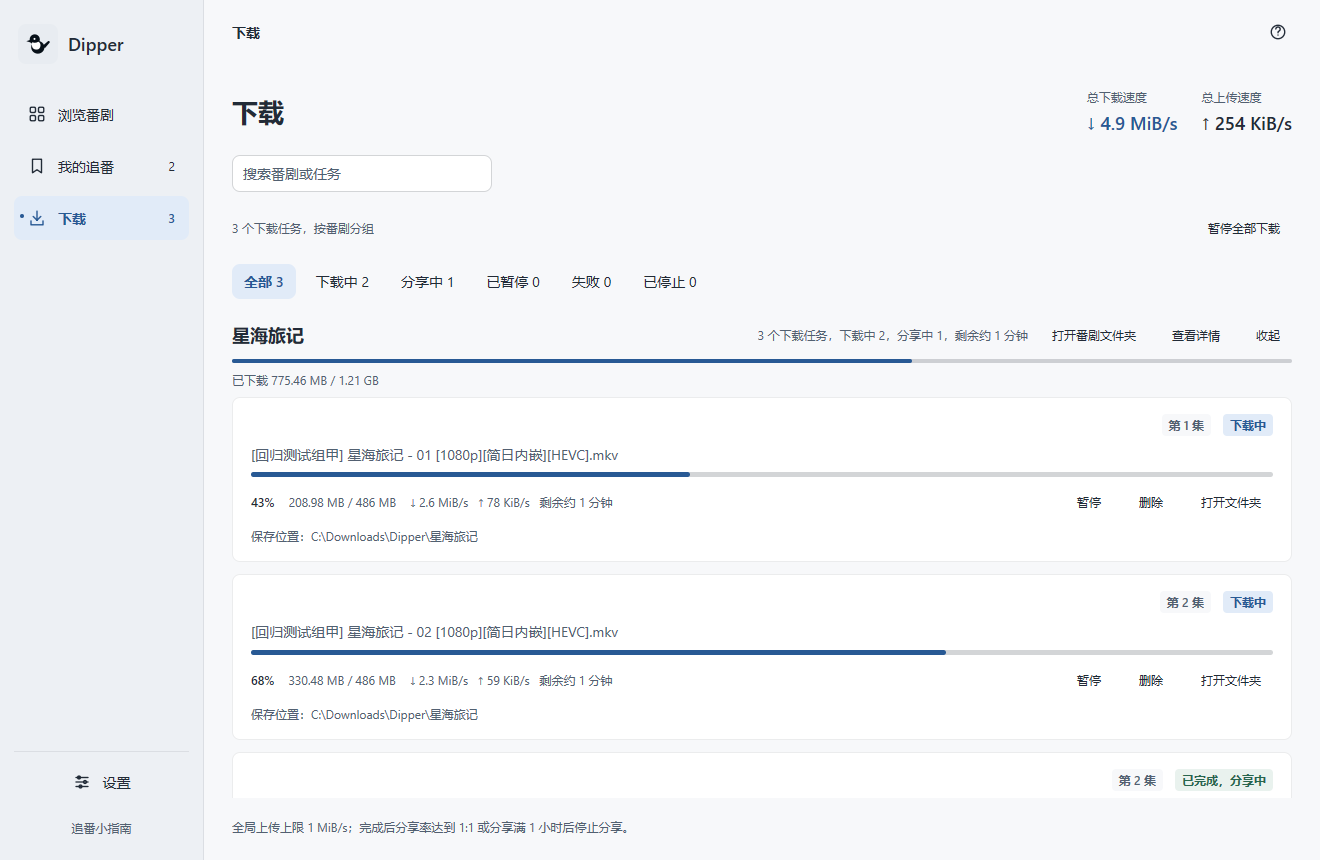 Dipper
浏览番剧
我的追番 2
下载 3
设置
追番小指南
下载
下载
总下载速度
↓ 4.9 MiB/s
总上传速度
↑ 254 KiB/s
搜索番剧或任务
3 个下载任务，按番剧分组
暂停全部下载
全部 3 下载中 2 分享中 1 已暂停 0 失败 0 已停止 0
星海旅记 3 个下载任务，下载中 2，分享中 1，剩余约 1 分钟 打开番剧文件夹 查看详情 收起
已下载 775.46 MB / 1.21 GB
第 1 集 下载中
[回归测试组甲] 星海旅记 - 01 [1080p][简日内嵌][HEVC].mkv
43% 208.98 MB / 486 MB ↓ 2.6 MiB/s ↑ 78 KiB/s 剩余约 1 分钟 暂停 删除 打开文件夹
保存位置：C:\Downloads\Dipper\星海旅记
第 2 集 下载中
[回归测试组甲] 星海旅记 - 02 [1080p][简日内嵌][HEVC].mkv
68% 330.48 MB / 486 MB ↓ 2.3 MiB/s ↑ 59 KiB/s 剩余约 1 分钟 暂停 删除 打开文件夹
保存位置：C:\Downloads\Dipper\星海旅记
第 2 集 已完成，分享中
全局上传上限 1 MiB/s；完成后分享率达到 1:1 或分享满 1 小时后停止分享。